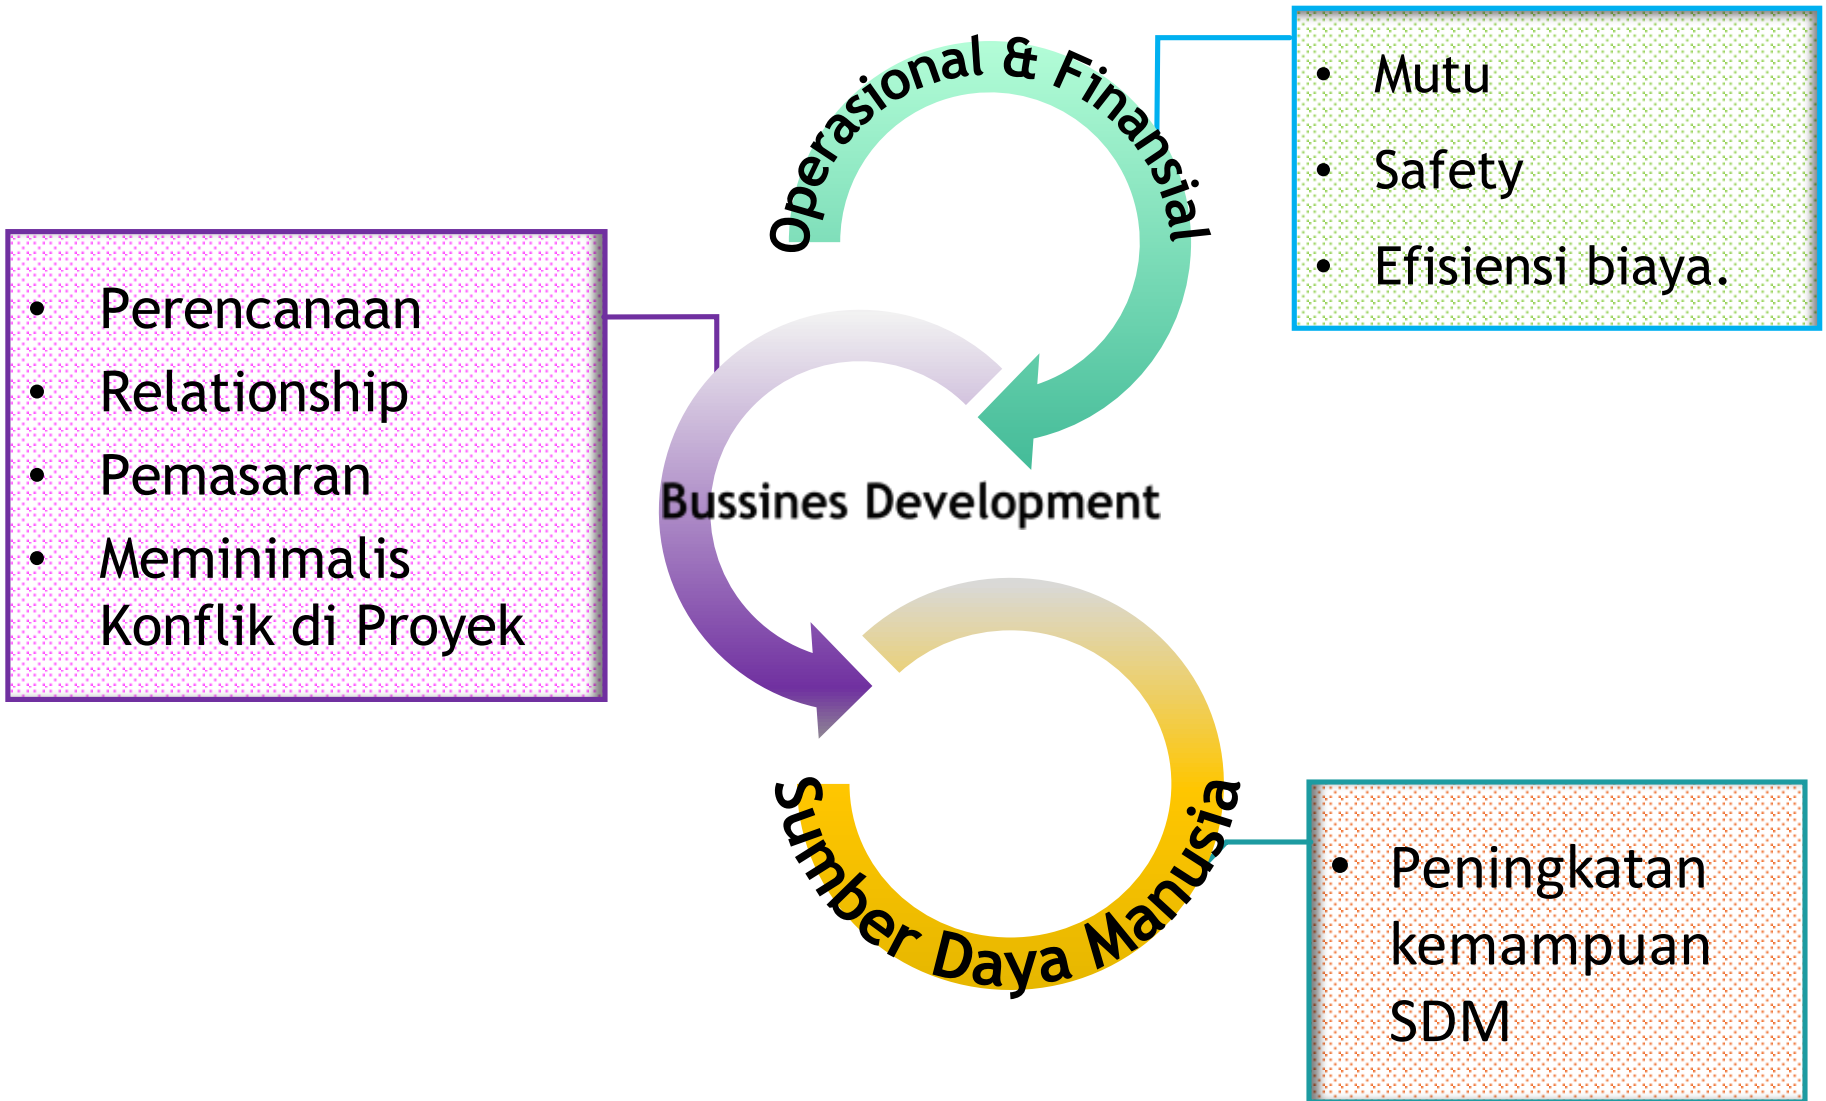 Operasional & Finansial
• Mutu
• Safety
• Efisiensi biaya.
• Perencanaan
• Relationship
• Pemasaran
• Meminimalis
Konflik di Proyek
Bussines Development
Sumber Daya Manusia
• Peningkatan
kemampuan
SDM